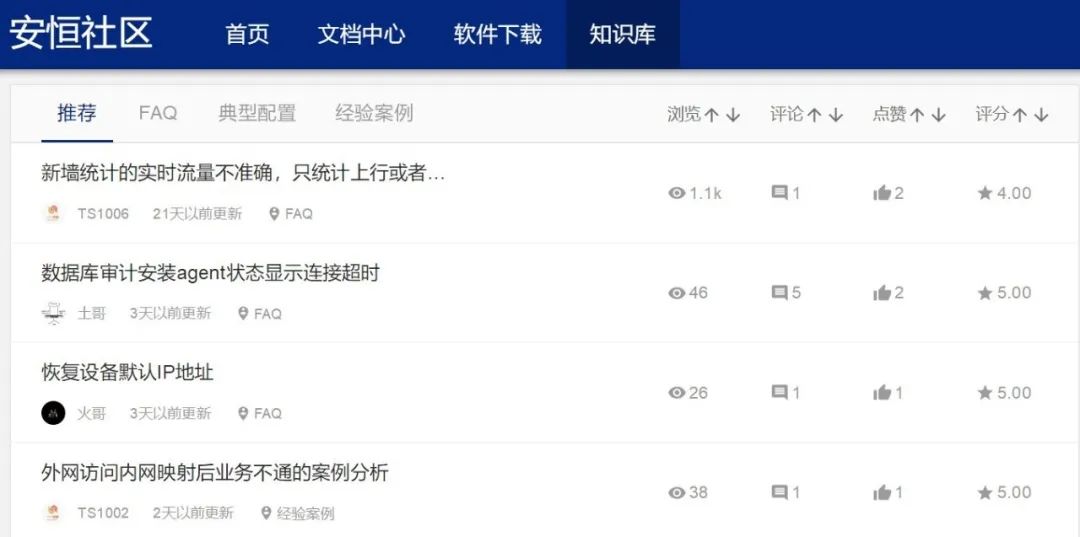 安恒社区 首页 文档中心 软件下载 知识库
推荐 FAQ 典型配置 经验案例 浏览 评论 点赞 评分
新墙统计的实时流量不准确，只统计上行或者...
1.1k 1 2 4.00
TS1006 21天以前更新 FAQ
数据库审计安装agent状态显示连接超时
46 5 2 5.00
土哥 3天以前更新 FAQ
恢复设备默认IP地址
26 1 1 5.00
火哥 3天以前更新 FAQ
外网访问内网映射后业务不通的案例分析
38 1 1 5.00
TS1002 2天以前更新 经验案例